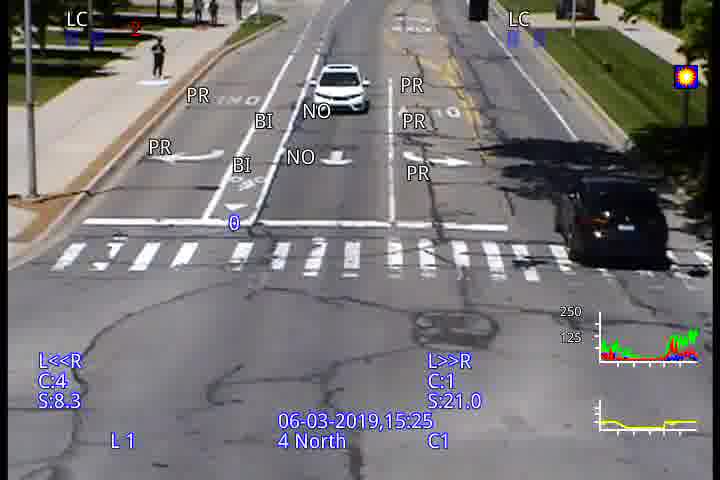 LC
2
LC
PR
PR
NO
BI
PR
PR
NO
BI
PR
0
250
125
L<<R
C:4
S:8.3
L>>R
C:1
S:21.0
06-03-2019,15:25
L 1
4 North
C1